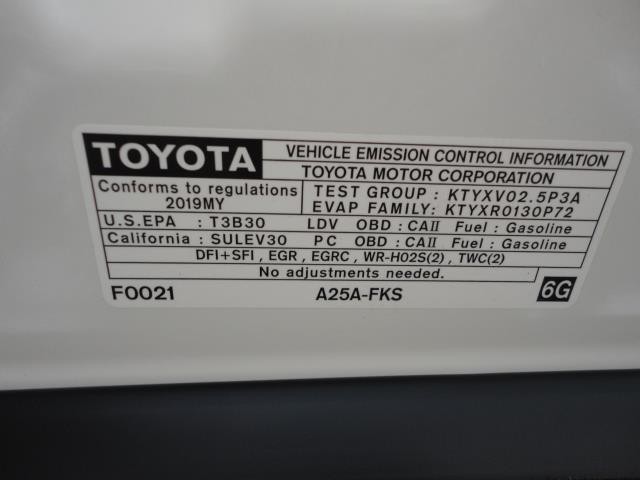 TOYOTA VEHICLE EMISSION CONTROL INFORMATION
TOYOTA MOTOR CORPORATION
Conforms to regulations
2019MY
TEST GROUP : KTYXV02.5P3A
EVAP FAMILY: KTYXR0130P72
U.S.EPA : T3B30 LDV OBD : CAII Fuel : Gasoline
California : SULEV30 PC OBD : CAII Fuel : Gasoline
DFI+SFI , EGR , EGRC , WR-HO2S(2) , TWC(2)
No adjustments needed.
F0021 A25A-FKS 6G